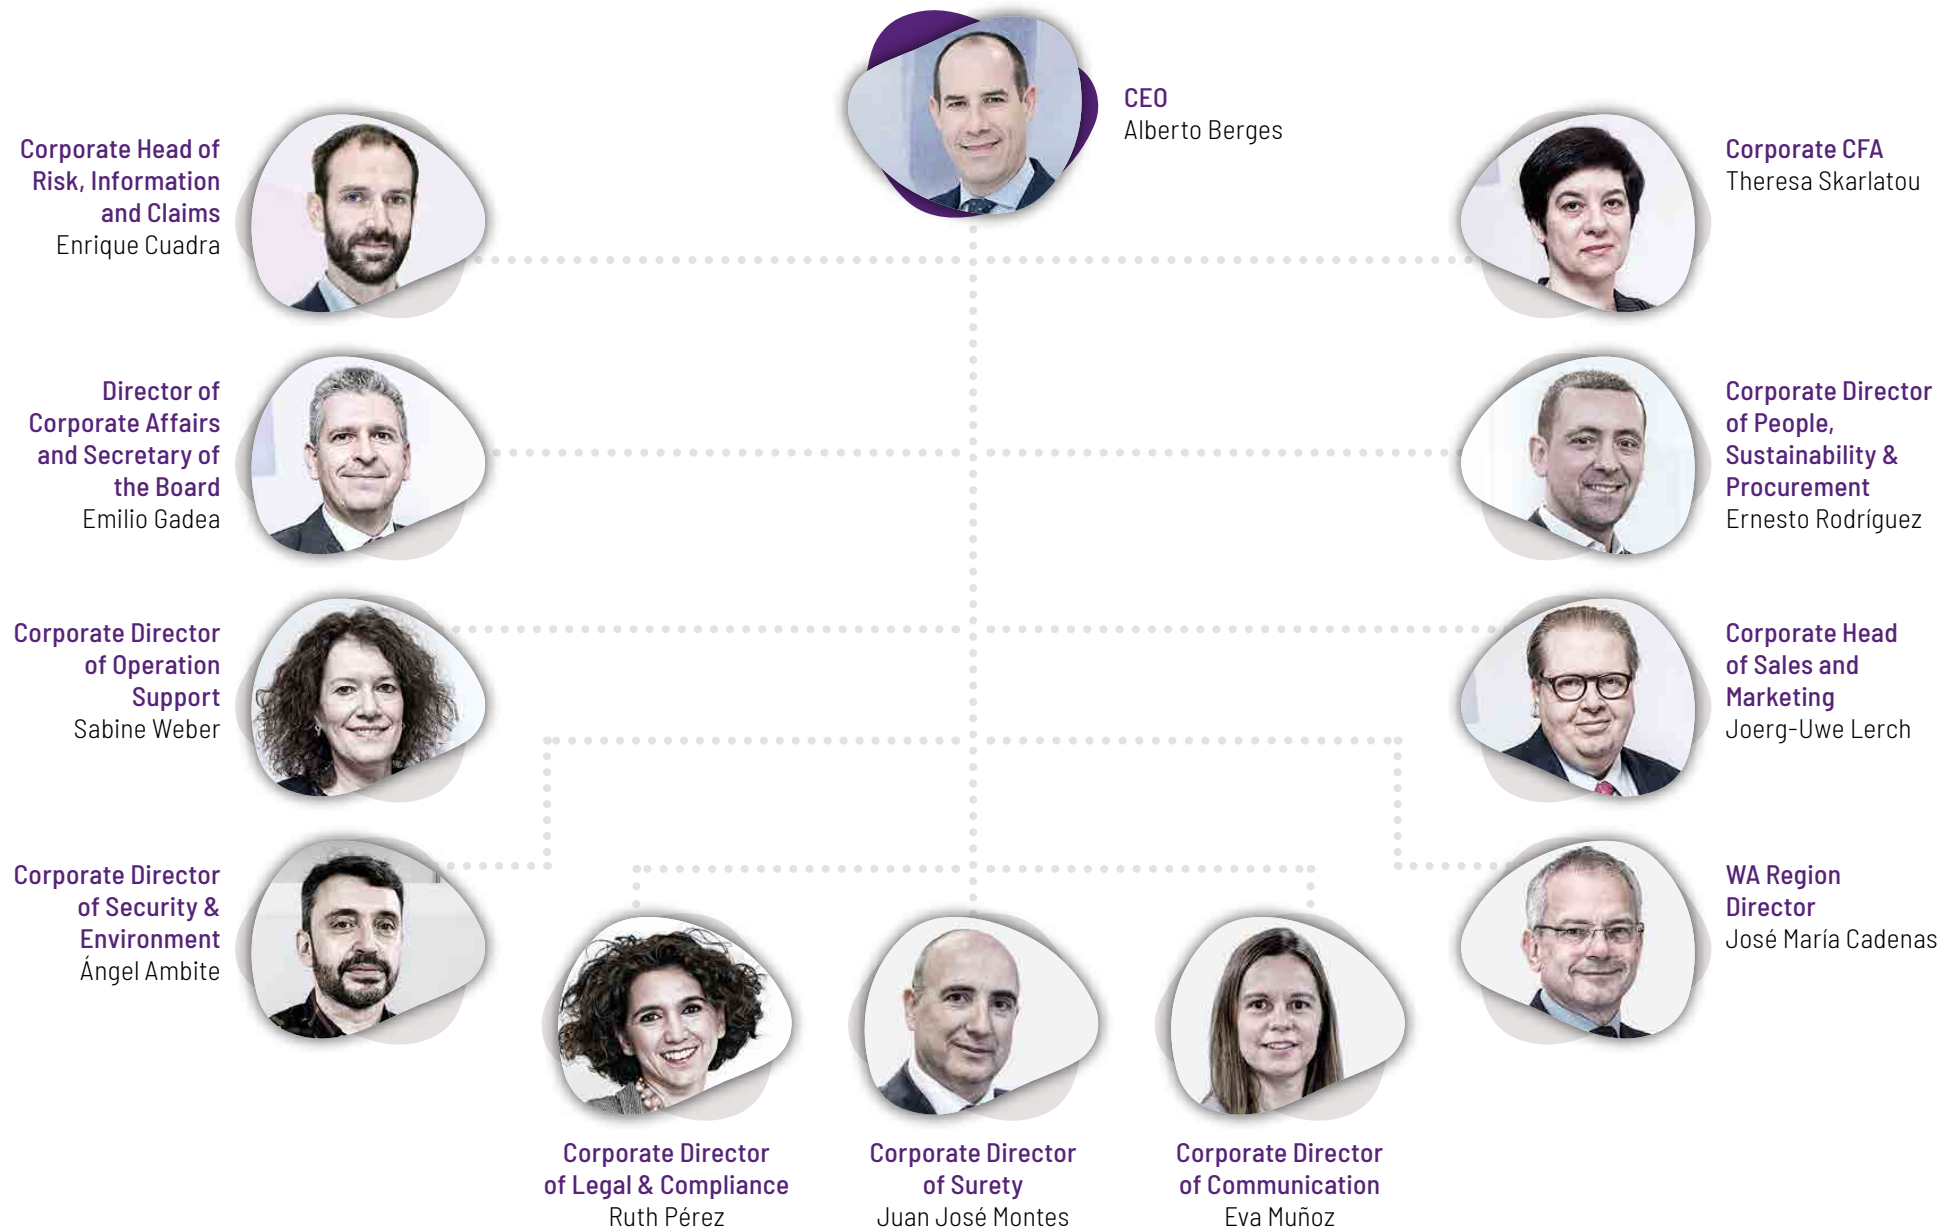 CEO
Alberto Berges
Corporate Head of
Risk, Information
and Claims
Enrique Cuadra
Corporate CFA
Theresa Skarlatou
Director of
Corporate Affairs
and Secretary of
the Board
Emilio Gadea
Corporate Director
of People,
Sustainability &
Procurement
Ernesto Rodríguez
Corporate Director
of Operation
Support
Sabine Weber
Corporate Head
of Sales and
Marketing
Joerg-Uwe Lerch
Corporate Director
of Security &
Environment
Ángel Ambite
WA Region
Director
José María Cadenas
Corporate Director
of Legal & Compliance
Ruth Pérez
Corporate Director
of Surety
Juan José Montes
Corporate Director
of Communication
Eva Muñoz